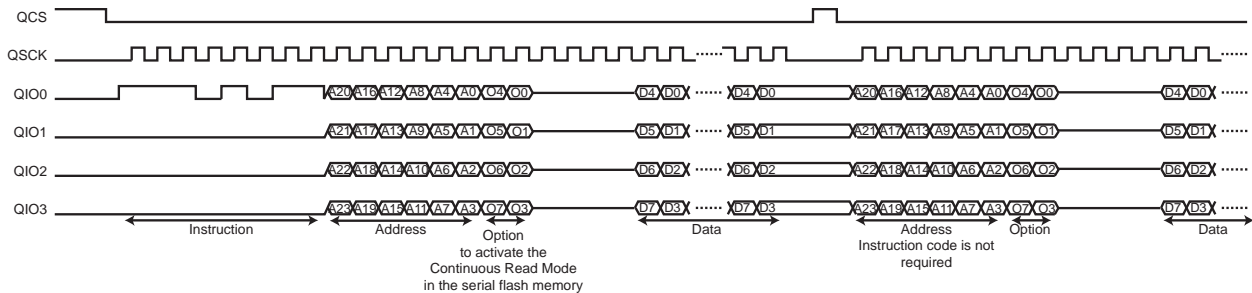 QCS
QSCK
QIO0 A20 A16 A12 A8 A4 A0 O4 O0 D4 D0 D4 D0 A20 A16 A12 A8 A4 A0 O4 O0 D4 D0
QIO1 A21 A17 A13 A9 A5 A1 O5 O1 D5 D1 D5 D1 A21 A17 A13 A9 A5 A1 O5 O1 D5 D1
QIO2 A22 A18 A14 A10 A6 A2 O6 O2 D6 D2 D6 D2 A22 A18 A14 A10 A6 A2 O6 O2 D6 D2
QIO3 A23 A19 A15 A11 A7 A3 O7 O3 D7 D3 D7 D3 A23 A19 A15 A11 A7 A3 O7 O3 D7 D3
Instruction Address Option Data Address Option Data
to activate the Instruction code is not
Continuous Read Mode required
in the serial flash memory